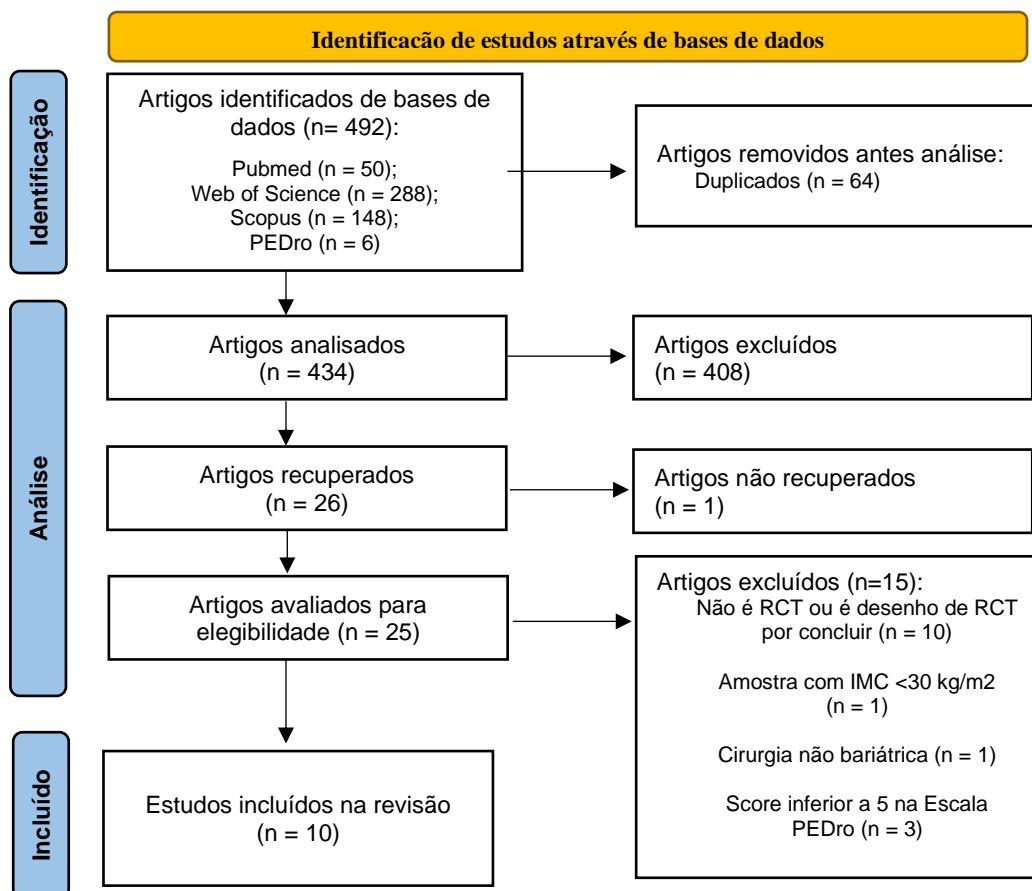 Identificacão de estudos através de bases de dados
Identificação
Artigos identificados de bases de
dados (n= 492):
Pubmed (n = 50);
Web of Science (n = 288);
Scopus (n = 148);
PEDro (n = 6)
Artigos removidos antes análise:
Duplicados (n = 64)
Análise
Artigos analisados
(n = 434)
Artigos excluídos
(n = 408)
Artigos recuperados
(n = 26)
Artigos não recuperados
(n = 1)
Artigos avaliados para
elegibilidade (n = 25)
Artigos excluídos (n=15):
Não é RCT ou é desenho de RCT
por concluir (n = 10)
Amostra com IMC <30 kg/m2
(n = 1)
Cirurgia não bariátrica (n = 1)
Score inferior a 5 na Escala
PEDro (n = 3)
Incluído
Estudos incluídos na revisão
(n = 10)